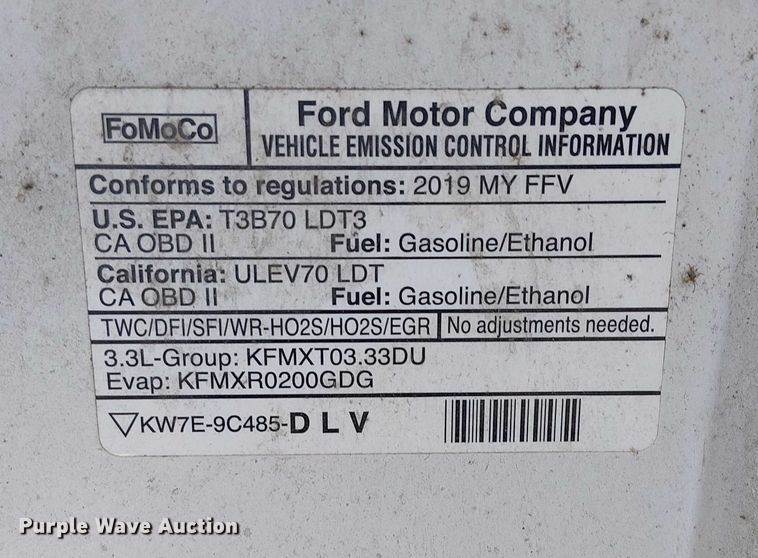 FoMoCo
Ford Motor Company
VEHICLE EMISSION CONTROL INFORMATION
Conforms to regulations: 2019 MY FFV
U.S. EPA: T3B70 LDT3
CA OBD II Fuel: Gasoline/Ethanol
California: ULEV70 LDT
CA OBD II Fuel: Gasoline/Ethanol
TWC/DFI/SFI/WR-HO2S/HO2S/EGR No adjustments needed.
3.3L-Group: KFMXT03.33DU
Evap: KFMXR0200GDG
KW7E-9C485-D L V
Purple Wave Auction